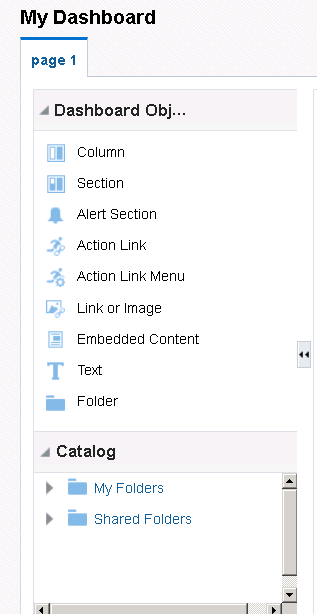 My Dashboard
page 1
Dashboard Obj...
Column
Section
Alert Section
Action Link
Action Link Menu
Link or Image
Embedded Content
Text
Folder
Catalog
My Folders
Shared Folders